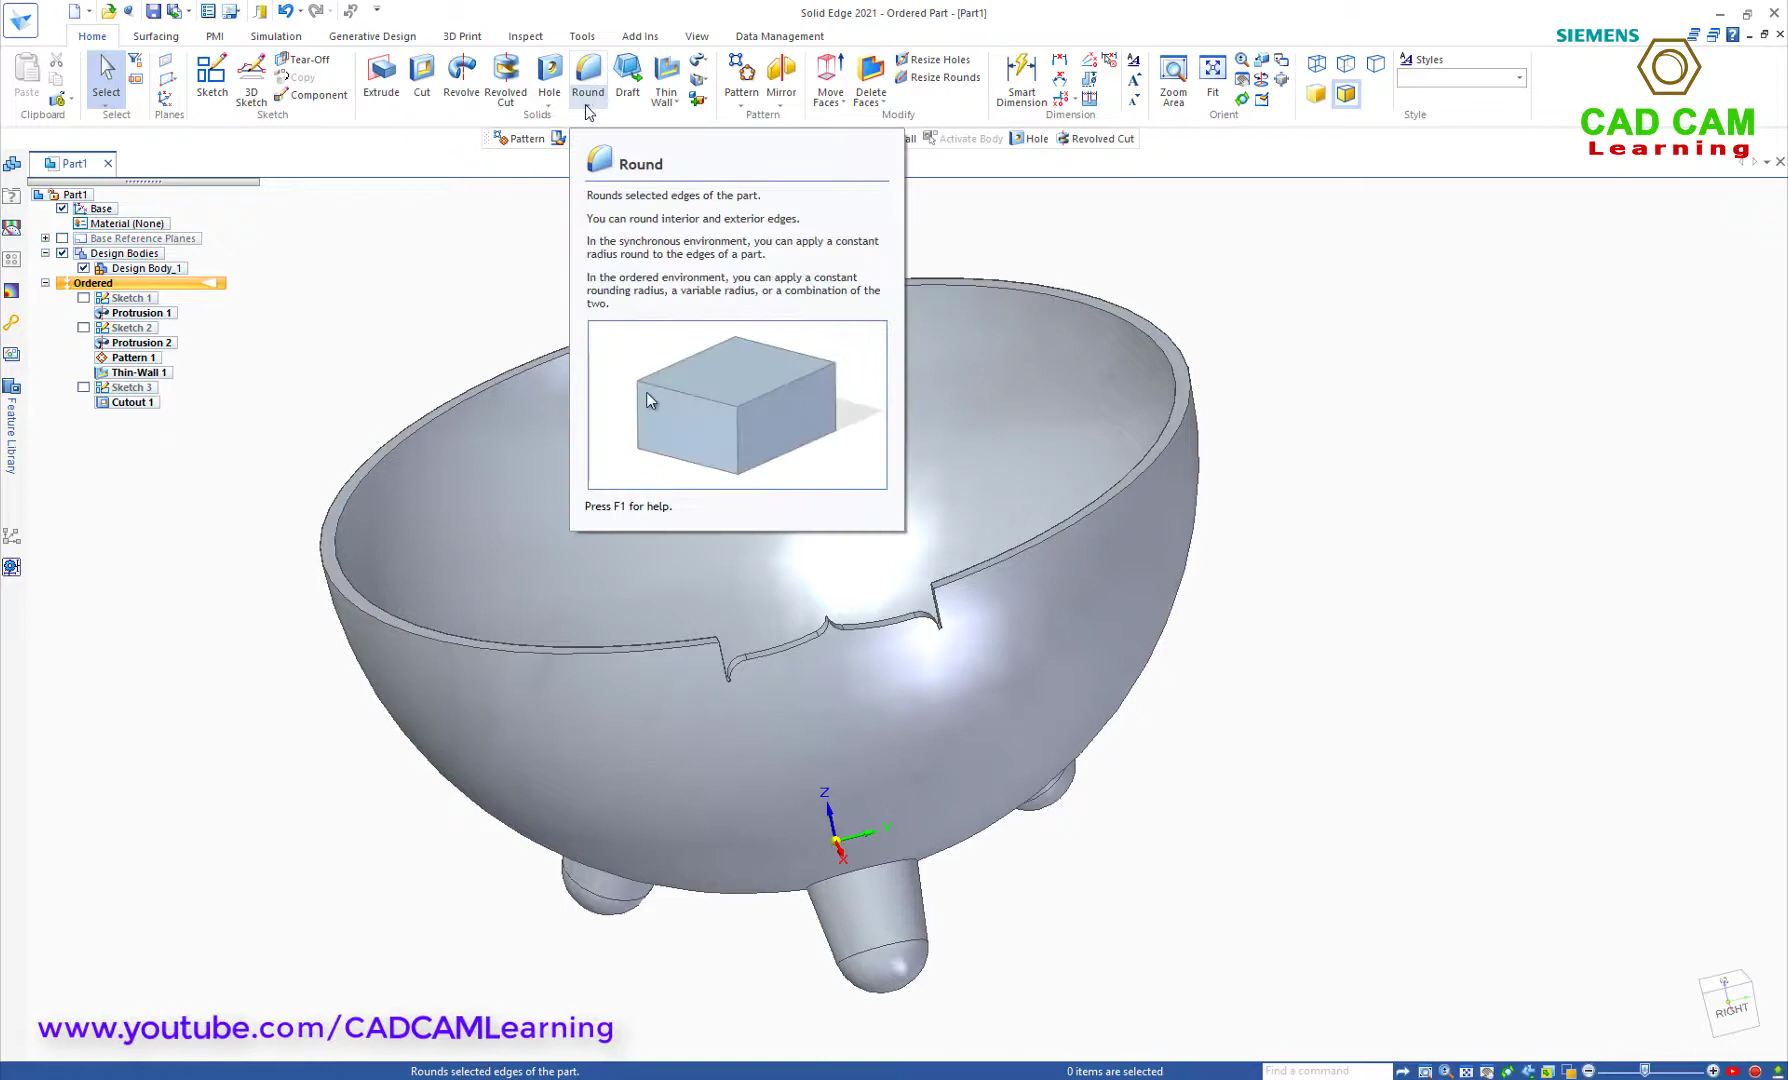 Solid Edge 2021 - Ordered Part - [Part1]
Home Surfacing PMI Simulation Generative Design 3D Print Inspect Tools Add Ins View Data Management
SIEMENS
CAD CAM
Learning
Paste
Clipboard
Select
Select
Planes
Sketch
3D Sketch
Tear-Off
Copy
Component
Sketch
Extrude
Cut
Revolve
Revolved Cut
Hole
Round
Draft
Thin Wall
Solids
Pattern
Mirror
Pattern
Move Faces
Delete Faces
Resize Holes
Resize Rounds
Modify
Smart Dimension
Dimension
Zoom Area
Fit
Orient
Styles
Style
Pattern
all Activate Body Hole Revolved Cut
Part1
Part1
Base
Material (None)
Base Reference Planes
Design Bodies
Design Body_1
Ordered
Sketch 1
Protrusion 1
Sketch 2
Protrusion 2
Pattern 1
Thin-Wall 1
Sketch 3
Cutout 1
Feature Library
Round
Rounds selected edges of the part.
You can round interior and exterior edges.
In the synchronous environment, you can apply a constant
radius round to the edges of a part.
In the ordered environment, you can apply a constant
rounding radius, a variable radius, or a combination of the
two.
Press F1 for help.
Z
Y
X
RIGHT
www.youtube.com/CADCAMLearning
Rounds selected edges of the part.
0 items are selected
Find a command